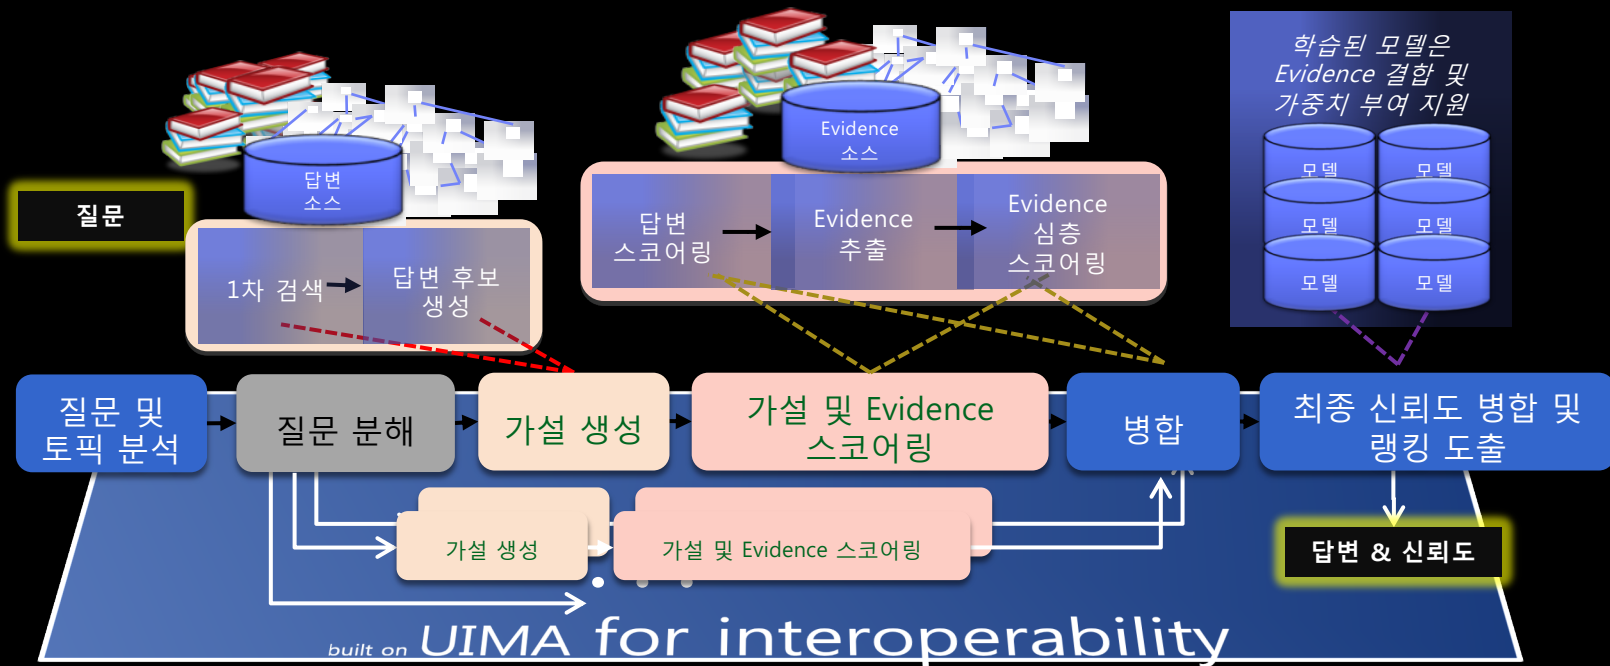 학습된 모델은
Evidence 결합 및
가중치 부여 지원
Evidence
소스
모델
모델
답변
소스
모델
모델
모델
모델
질문
답변
스코어링
Evidence
추출
Evidence
심층
스코어링
1차 검색
답변 후보
생성
질문 및
토픽 분석
질문 분해
가설 생성
가설 및 Evidence
스코어링
병합
최종 신뢰도 병합 및
랭킹 도출
가설 생성
가설 및 Evidence 스코어링
답변 & 신뢰도
built on UIMA for interoperability